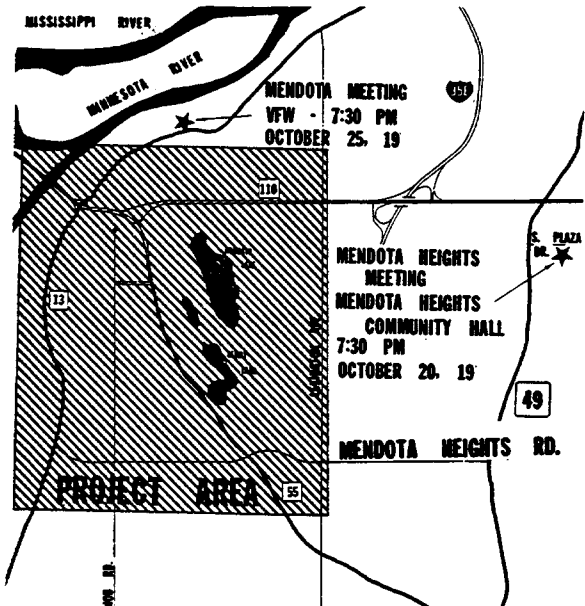 MISSISSIPPI RIVER
MINNESOTA RIVER
MENDOTA MEETING
VFW - 7:30 PM
OCTOBER 25, 19
35E
110
S. PLAZA
DR.
MENDOTA HEIGHTS
MEETING
MENDOTA HEIGHTS
COMMUNITY HALL
7:30 PM
OCTOBER 20, 19
13
49
MENDOTA HEIGHTS RD.
PROJECT AREA
55
RD.